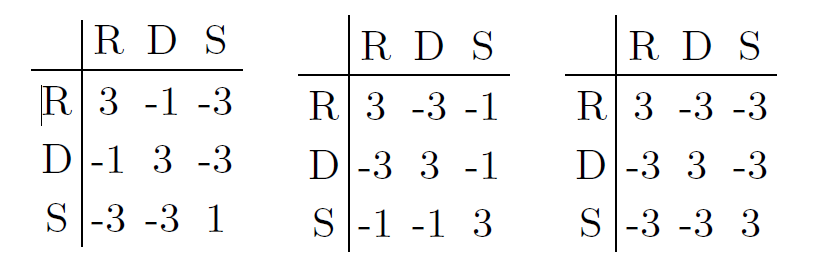 R D S
R 3 -1 -3
D -1 3 -3
S -3 -3 1
R D S
R 3 -3 -1
D -3 3 -1
S -1 -1 3
R D S
R 3 -3 -3
D -3 3 -3
S -3 -3 3